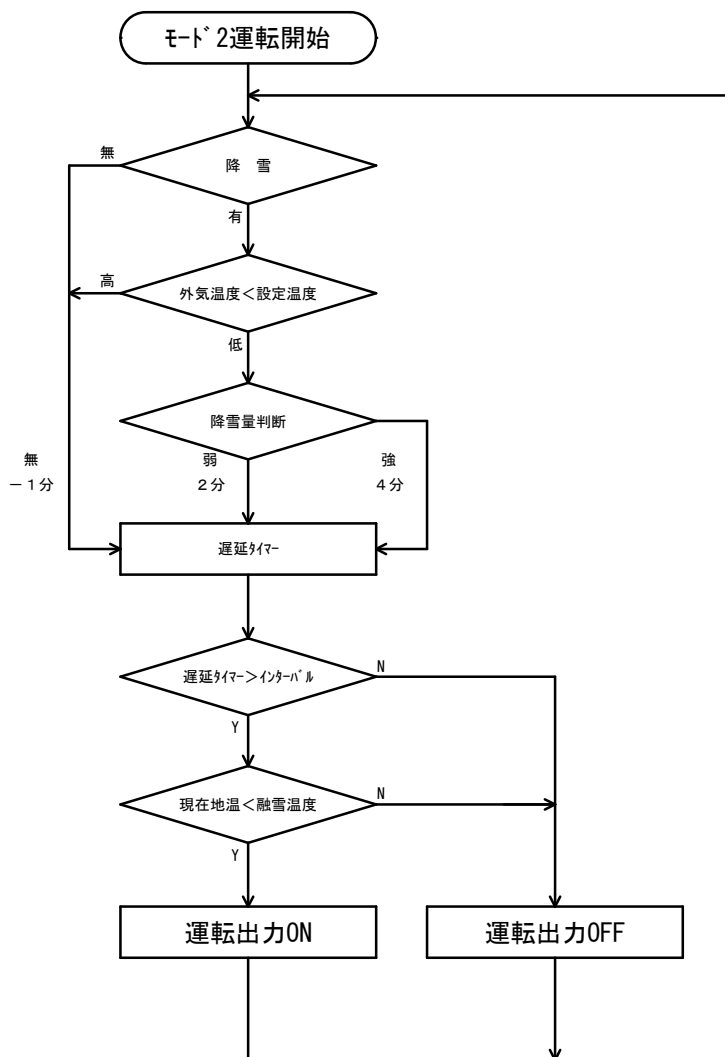 ﾓｰﾄﾞ2運転開始
無
降　雪
有
高
外気温度＜設定温度
低
降雪量判断
無
－１分
弱
２分
強
４分
遅延ﾀｲﾏｰ
遅延ﾀｲﾏｰ＞ｲﾝﾀｰﾊﾞﾙ
N
Y
現在地温＜融雪温度
N
Y
運転出力ON
運転出力OFF